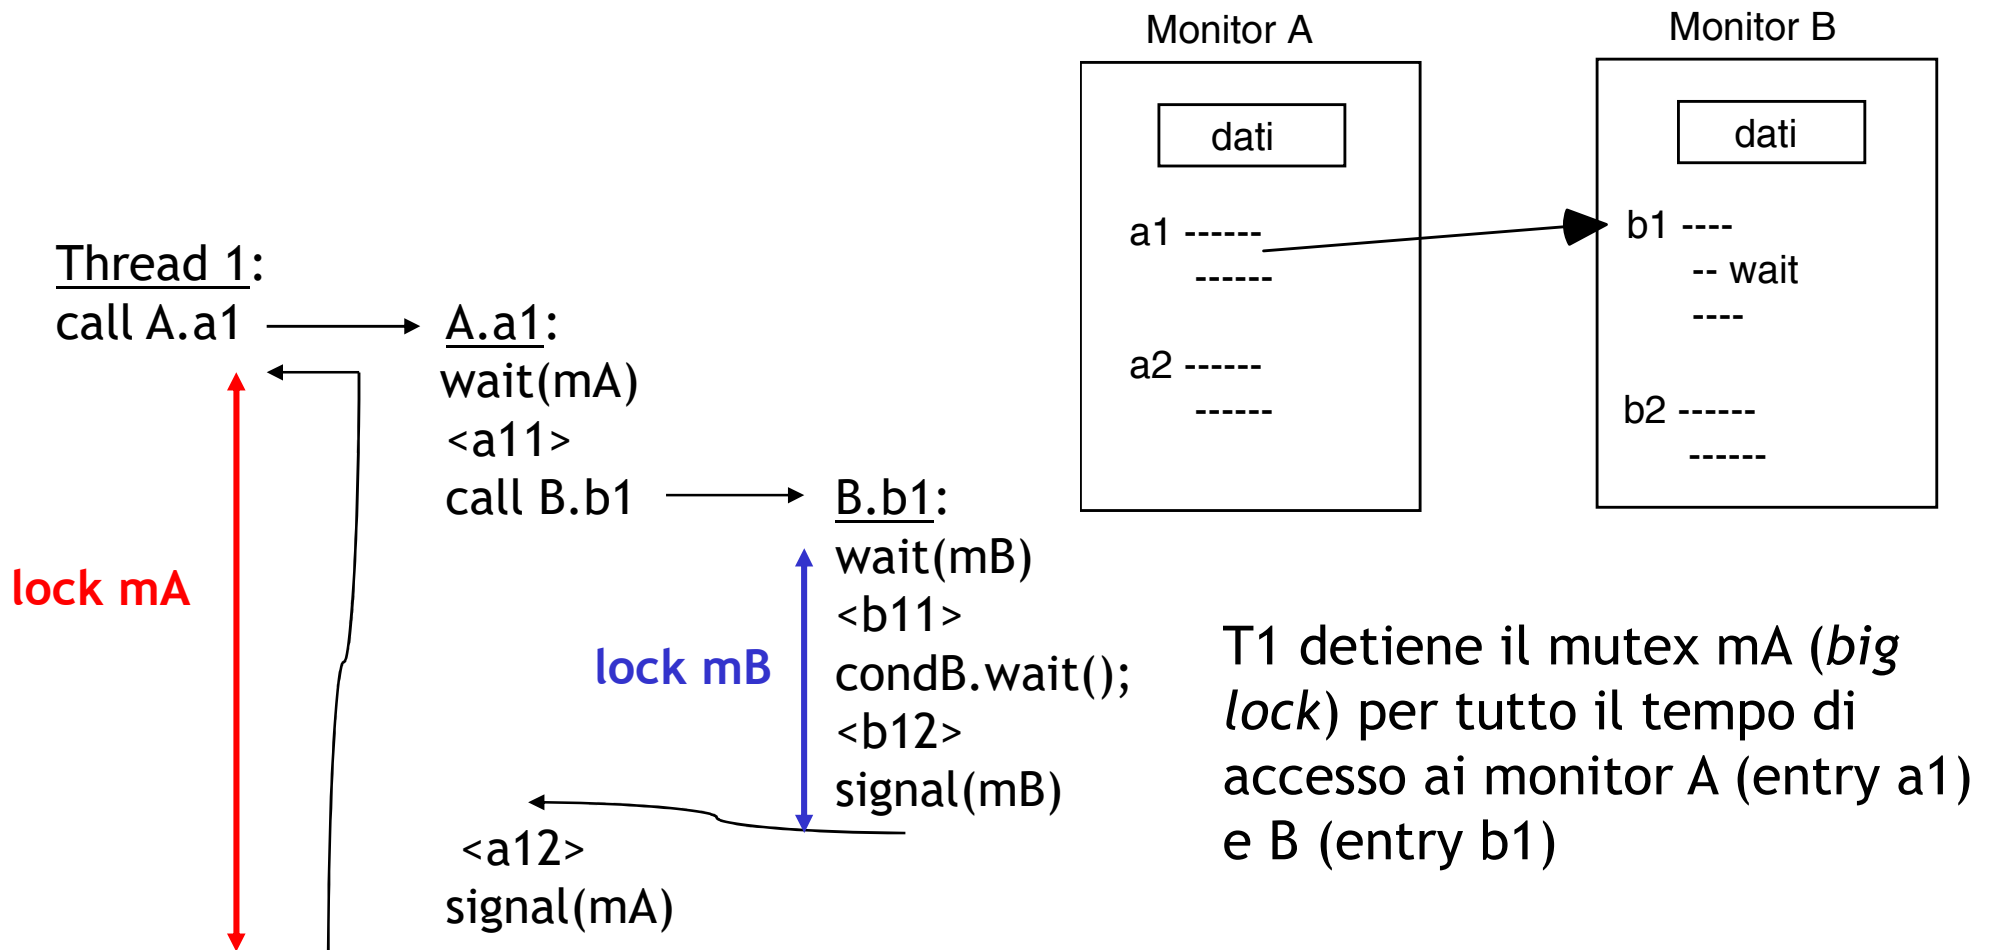 Monitor A
Monitor B
dati
dati
a1 ------
------
a2 ------
------
b1 ----
-- wait
----
b2 ------
------
Thread 1:
call A.a1
A.a1:
wait(mA)
<a11>
call B.b1
B.b1:
wait(mB)
<b11>
condB.wait();
<b12>
signal(mB)
lock mA
lock mB
<a12>
signal(mA)
T1 detiene il mutex mA (big
lock) per tutto il tempo di
accesso ai monitor A (entry a1)
e B (entry b1)